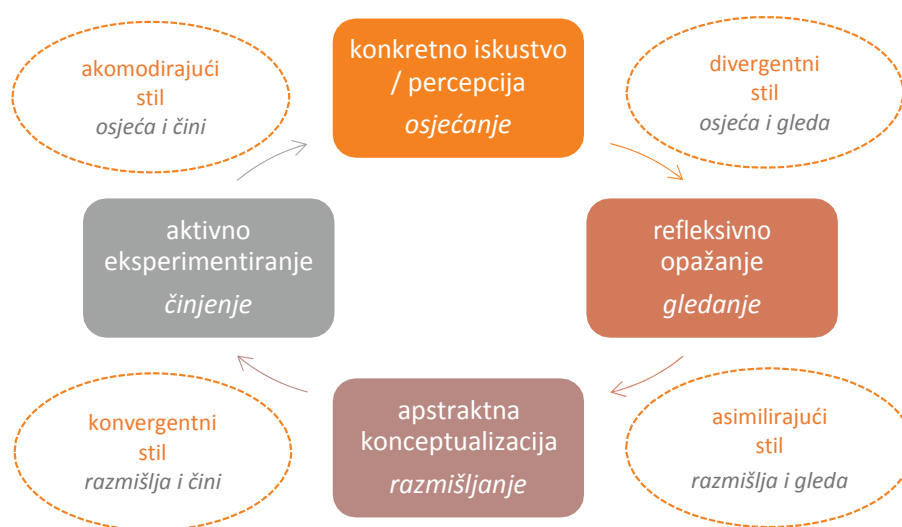 akomodirajući
stil
osjeća i čini
konkretno iskustvo
/ percepcija
osjećanje
divergentni
stil
osjeća i gleda
aktivno
eksperimentiranje
činjenje
refleksivno
opažanje
gledanje
konvergentni
stil
razmišlja i čini
apstraktna
konceptualizacija
razmišljanje
asimilirajući
stil
razmišlja i gleda